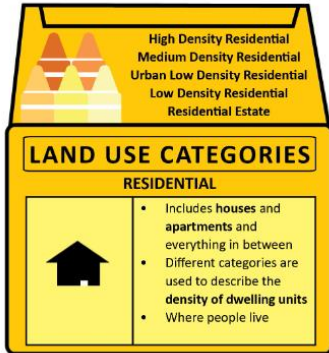 High Density Residential
Medium Density Residential
Urban Low Density Residential
Low Density Residential
Residential Estate
LAND USE CATEGORIES
RESIDENTIAL
• Includes houses and
apartments and
everything in between
• Different categories are
used to describe the
density of dwelling units
• Where people live